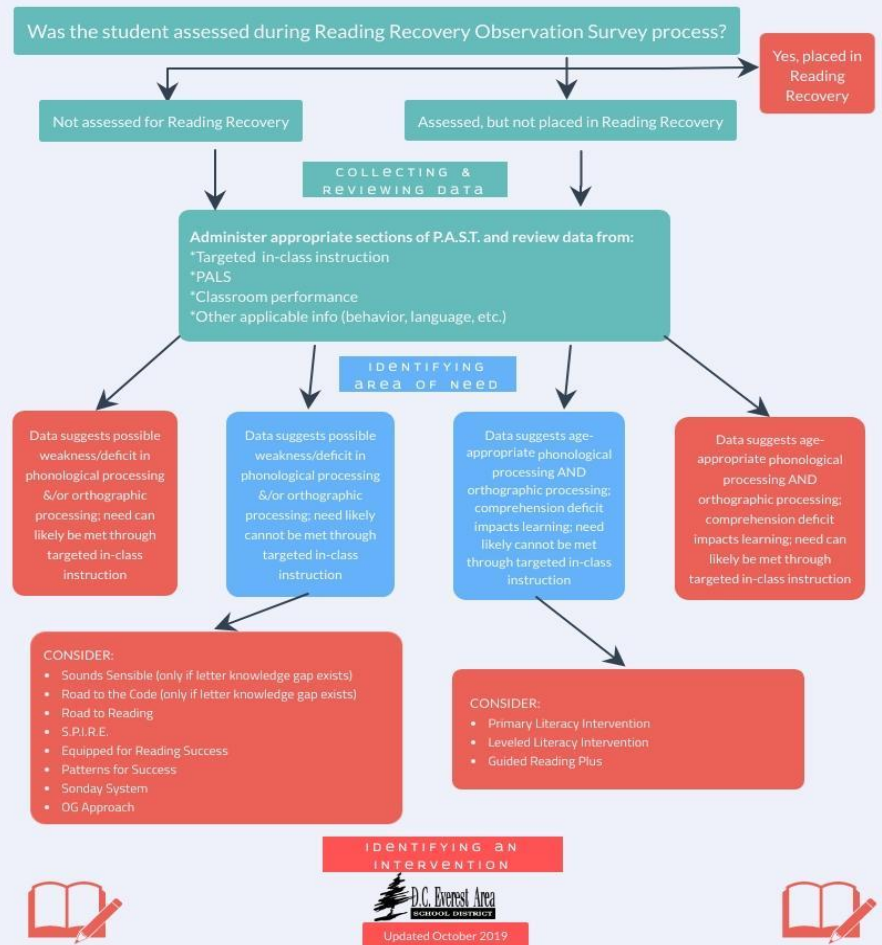 Was the student assessed during Reading Recovery Observation Survey process?
Yes, placed in
Reading
Recovery
Not assessed for Reading Recovery
Assessed, but not placed in Reading Recovery
COLLECTING &
REVIEWING DATA
Administer appropriate sections of P.A.S.T. and review data from:
*Targeted in-class instruction
*PALS
*Classroom performance
*Other applicable info (behavior, language, etc.)
IDENTIFYING
AREA OF NEED
Data suggests possible
weakness/deficit in
phonological processing
&/or orthographic
processing; need can
likely be met through
targeted in-class
instruction
Data suggests possible
weakness/deficit in
phonological processing
&/or orthographic
processing; need likely
cannot be met through
targeted in-class
instruction
Data suggests age-
appropriate phonological
processing AND
orthographic processing;
comprehension deficit
impacts learning; need
likely cannot be met
through targeted in-class
instruction
Data suggests age-
appropriate phonological
processing AND
orthographic processing;
comprehension deficit
impacts learning; need can
likely be met through
targeted in-class instruction
CONSIDER:
• Sounds Sensible (only if letter knowledge gap exists)
• Road to the Code (only if letter knowledge gap exists)
• Road to Reading
• S.P.I.R.E.
• Equipped for Reading Success
• Patterns for Success
• Sonday System
• OG Approach
CONSIDER:
• Primary Literacy Intervention
• Leveled Literacy Intervention
• Guided Reading Plus
IDENTIFYING AN
INTERVENTION
D.C. Everest Area
SCHOOL DISTRICT
Updated October 2019